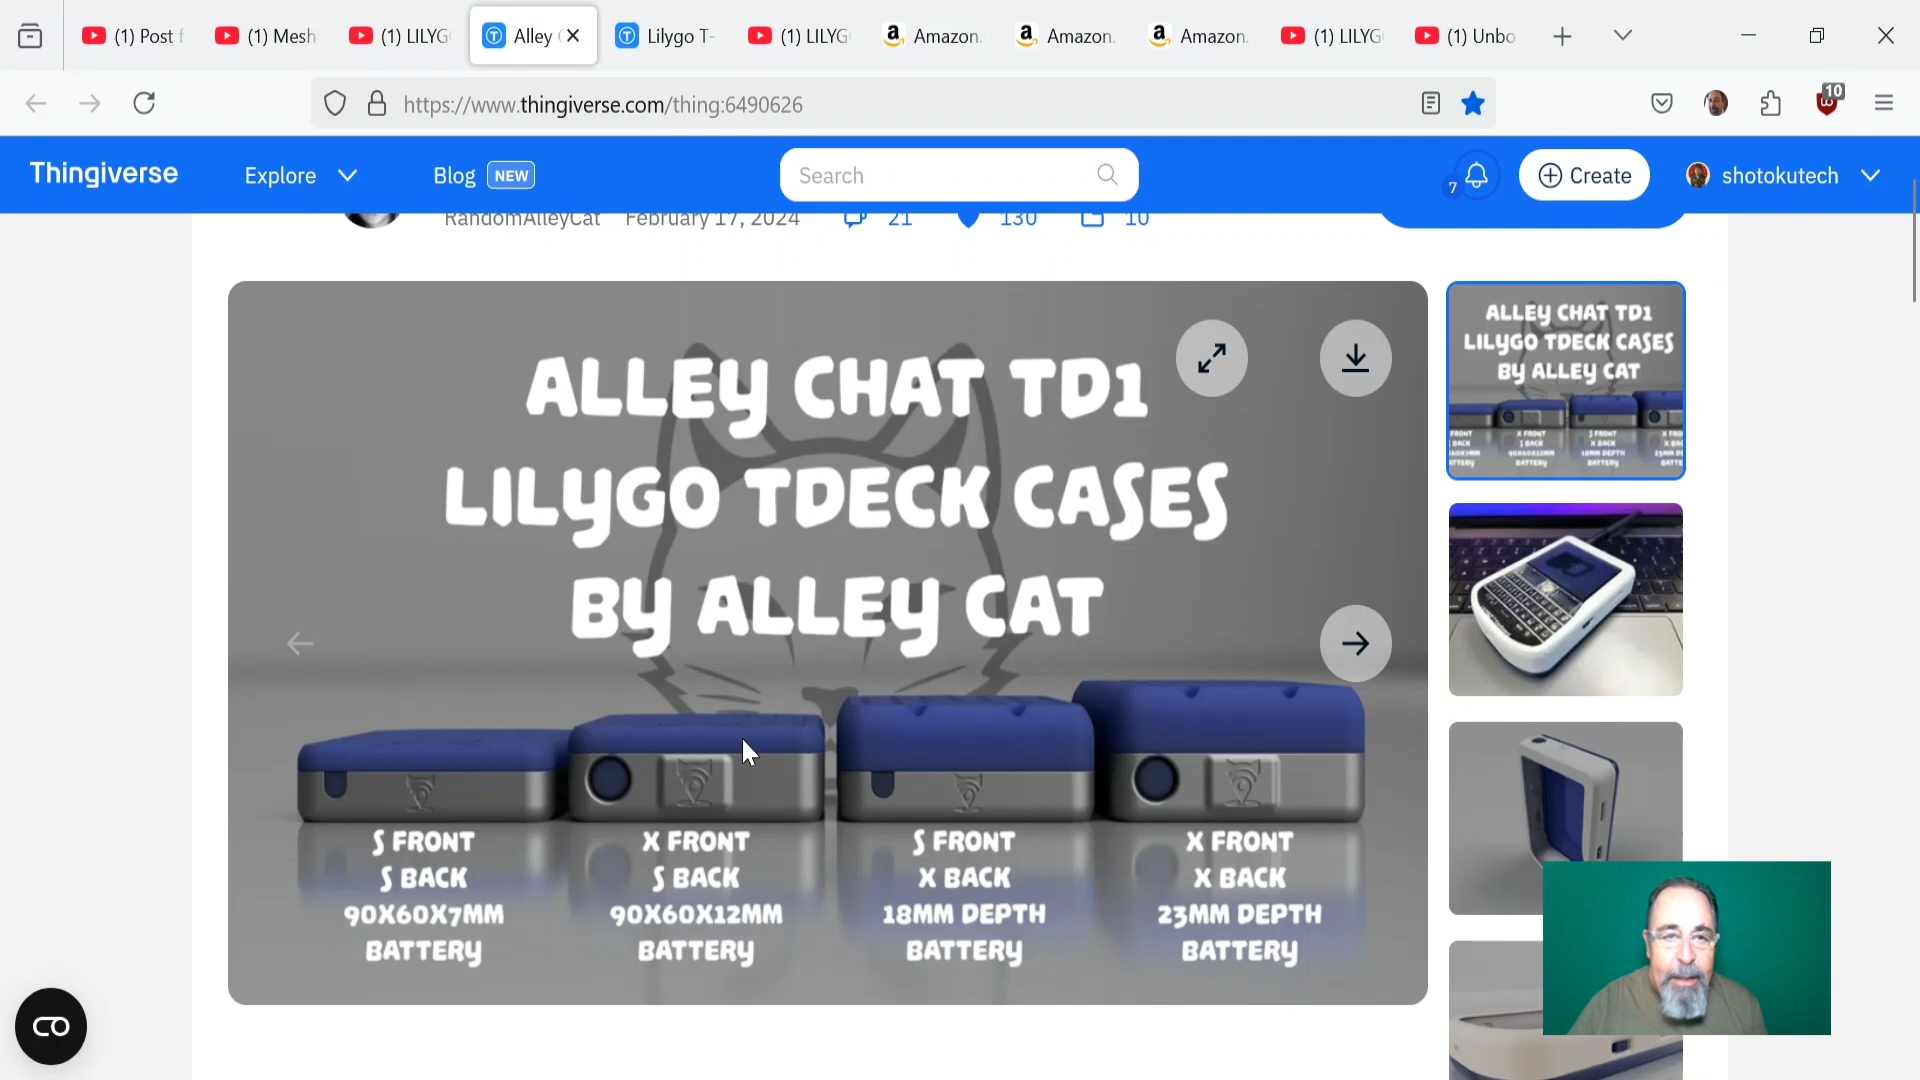 (1) Post f
(1) Mesh
(1) LILYG
Alley
Lilygo T-
(1) LILYG
Amazon.
Amazon.
Amazon.
(1) LILYG
(1) Unbo
https://www.thingiverse.com/thing:6490626
10
Thingiverse
Explore
Blog
NEW
Search
7
Create
shotokutech
RandomAlleyCat
February 17, 2024
21
130
10
ALLEY CHAT TD1
LILYGO TDECK CASES
BY ALLEY CAT
S FRONT
S BACK
90X60X7MM
BATTERY
X FRONT
S BACK
90X60X12MM
BATTERY
S FRONT
X BACK
18MM DEPTH
BATTERY
X FRONT
X BACK
23MM DEPTH
BATTERY
ALLEY CHAT TD1
LILYGO TDECK CASES
BY ALLEY CAT